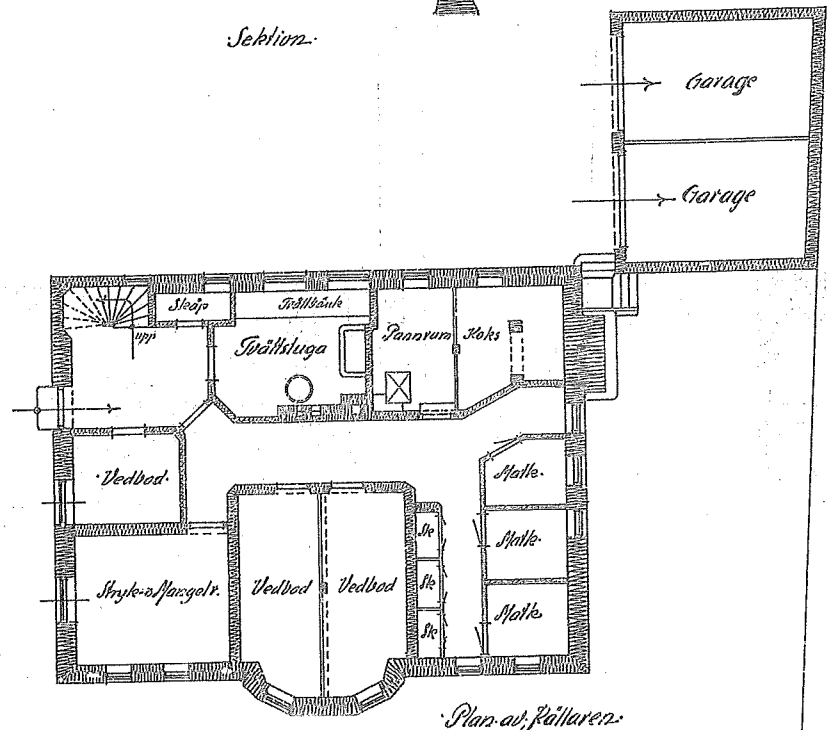 Sektion.
Garage
Garage
Skåp
Tvättbänk
upp
Tvättstuga
Pannrum
Koks
Vedbod.
Matk.
Sk
Matk.
Stryk- o Mangelr.
Vedbod
Vedbod
Sk
Matk
Sk
Plan av Källaren.